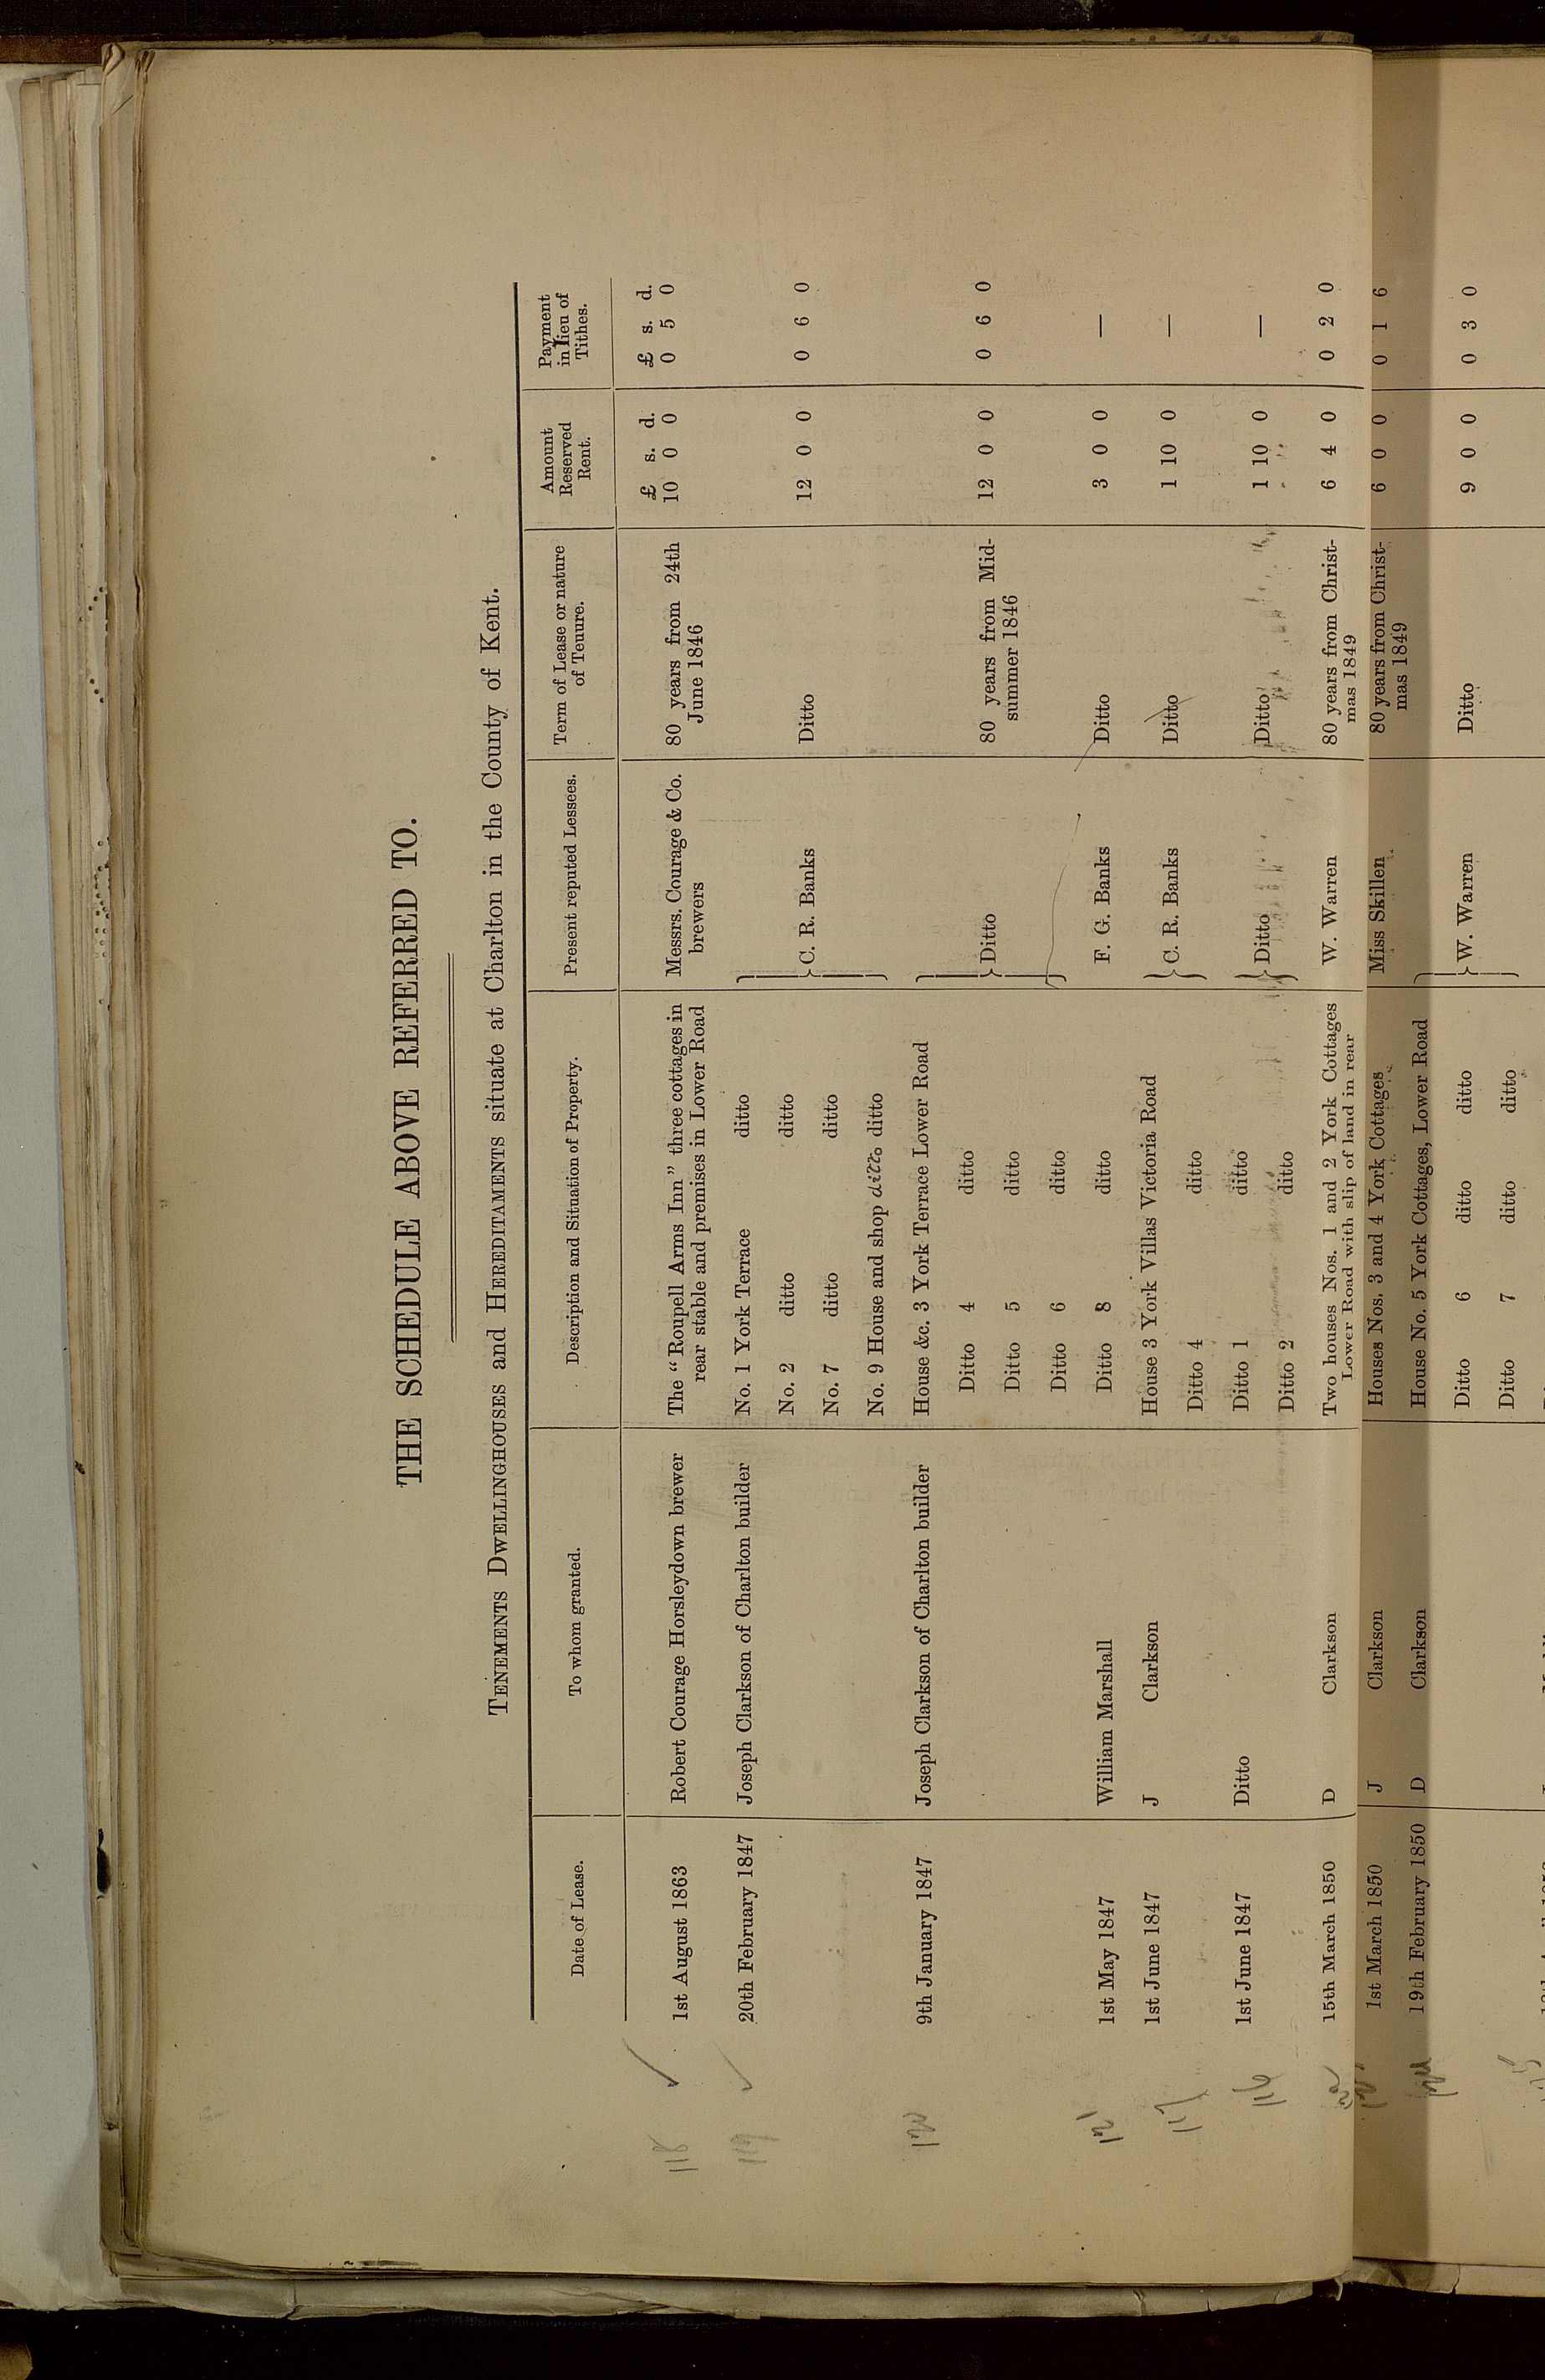 THE SCHEDULE ABOVE REFERRED TO.
TENEMENTS DWELLINGHOUSES and HEREDITAMENTS situate at Charlton in the County of Kent.
Date of Lease. To whom granted. Description and Situation of Property. Present reputed Lessees. Term of Lease or nature of Teuure. Amount Reserved Rent. Payment in lieu of Tithes.
£ s. d. £ s. d.
118 1st August 1863 Robert Courage Horsleydown brewer The "Roupell Arms Inn" three cottages in Messrs. Courage & Co. 80 years from 24th 10 0 0 0 5 0
rear stable and premises in Lower Road brewers June 1846
119 20th February 1847 Joseph Clarkson of Charlton builder No. 1 York Terrace ditto
No. 2 ditto ditto
C. R. Banks Ditto 12 0 0 0 6 0
No. 7 ditto ditto
No. 9 House and shop ditto ditto
120 9th January 1847 Joseph Clarkson of Charlton builder House &c. 3 York Terrace Lower Road
Ditto 4 ditto
Ditto 80 years from Mid- 12 0 0 0 6 0
summer 1846
Ditto 5 ditto
Ditto 6 ditto
121 1st May 1847 William Marshall Ditto 8 ditto F. G. Banks Ditto 3 0 0 —
117 1st June 1847 J Clarkson House 3 York Villas Victoria Road
C. R. Banks Ditto 1 10 0 —
Ditto 4 ditto
116 1st June 1847 Ditto Ditto 1 ditto
Ditto Ditto 1 10 0 —
Ditto 2 ditto
15th March 1850 D Clarkson Two houses Nos. 1 and 2 York Cottages W. Warren 80 years from Christ- 6 4 0 0 2 0
Lower Road with slip of land in rear mas 1849
1st March 1850 J Clarkson Houses Nos. 3 and 4 York Cottages Miss Skillen 80 years from Christ- 6 0 0 0 1 6
mas 1849
19th February 1850 D Clarkson House No. 5 York Cottages, Lower Road
Ditto 6 ditto ditto W. Warren Ditto 9 0 0 0 3 0
Ditto 7 ditto ditto